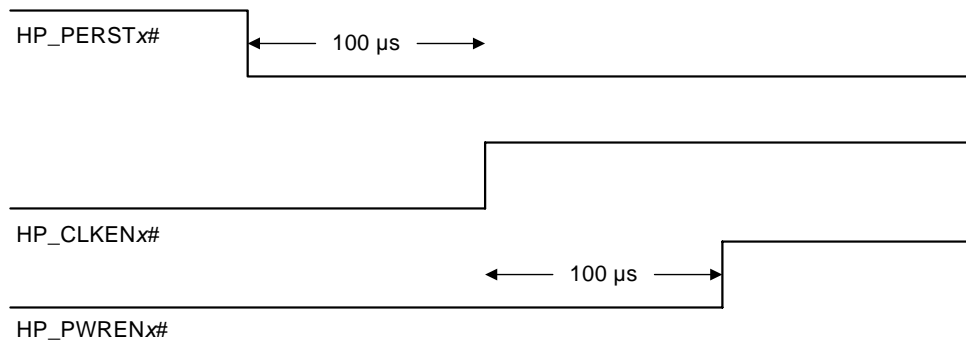 HP_PERSTx#
100 µs
HP_CLKENx#
100 µs
HP_PWRENx#